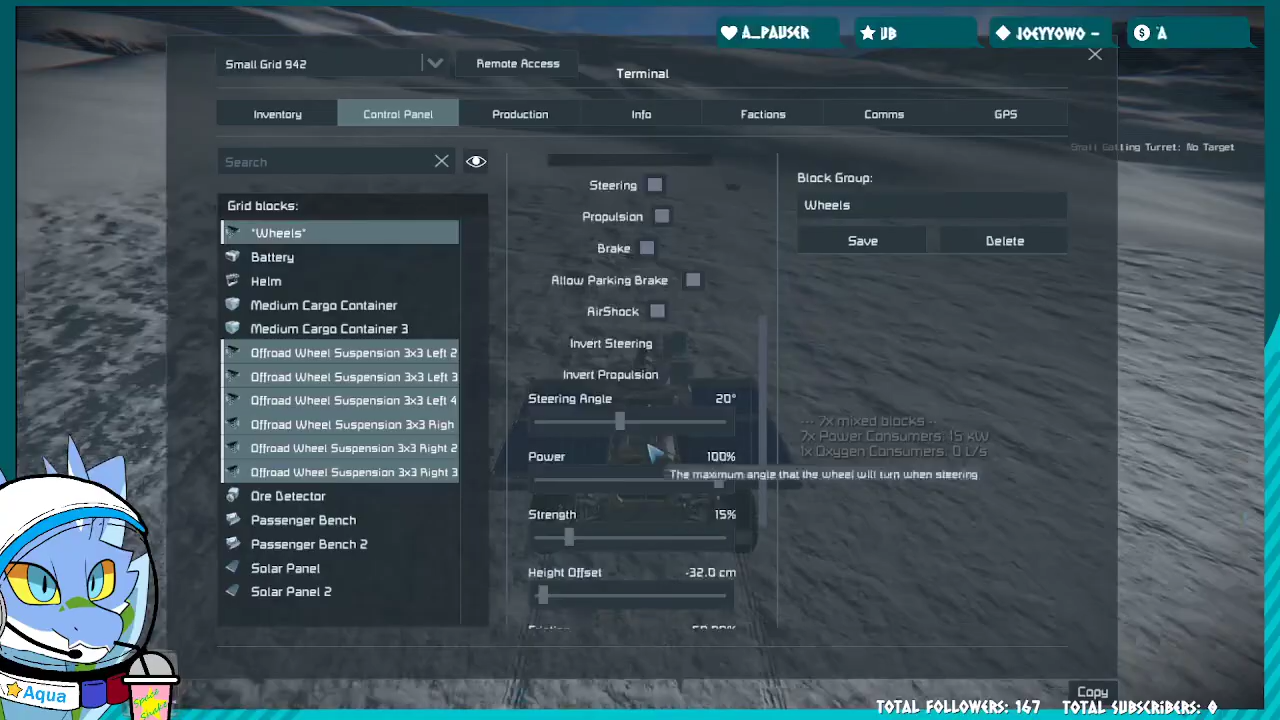 A_PAUSER
UB
JOEYYOWO -
'A
Small Grid 942
Remote Access
Terminal
Inventory
Control Panel
Production
Info
Factions
Comms
GPS
Small Gatling Turret: No Target
Search
Grid blocks:
"Wheels"
Battery
Helm
Medium Cargo Container
Medium Cargo Container 3
Offroad Wheel Suspension 3x3 Left 2
Offroad Wheel Suspension 3x3 Left 3
Offroad Wheel Suspension 3x3 Left 4
Offroad Wheel Suspension 3x3 Righ
Offroad Wheel Suspension 3x3 Right 2
Offroad Wheel Suspension 3x3 Right 3
Ore Detector
Passenger Bench
Passenger Bench 2
Solar Panel
Solar Panel 2
Steering
Propulsion
Brake
Allow Parking Brake
AirShock
Invert Steering
Invert Propulsion
Steering Angle 20°
Power 100%
The maximum angle that the wheel will turn when steering
Strength 15%
Height Offset -32.0 cm
Block Group:
Wheels
Save
Delete
--- 7x mixed blocks --
7x Power Consumers: 15 kW
1x Oxygen Consumers: 0 L/s
Copy
Aqua
Space
Shake
TOTAL FOLLOWERS: 167
TOTAL SUBSCRIBERS: 0